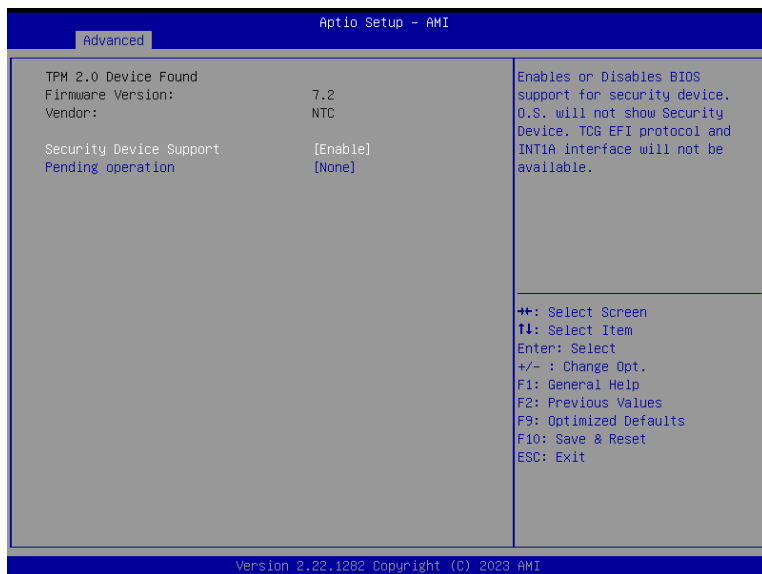 Aptio Setup - AMI
Advanced
TPM 2.0 Device Found
Firmware Version: 7.2
Vendor: NTC
Security Device Support [Enable]
Pending operation [None]
Enables or Disables BIOS
support for security device.
O.S. will not show Security
Device. TCG EFI protocol and
INT1A interface will not be
available.
→←: Select Screen
↑↓: Select Item
Enter: Select
+/- : Change Opt.
F1: General Help
F2: Previous Values
F9: Optimized Defaults
F10: Save & Reset
ESC: Exit
Version 2.22.1282 Copyright (C) 2023 AMI